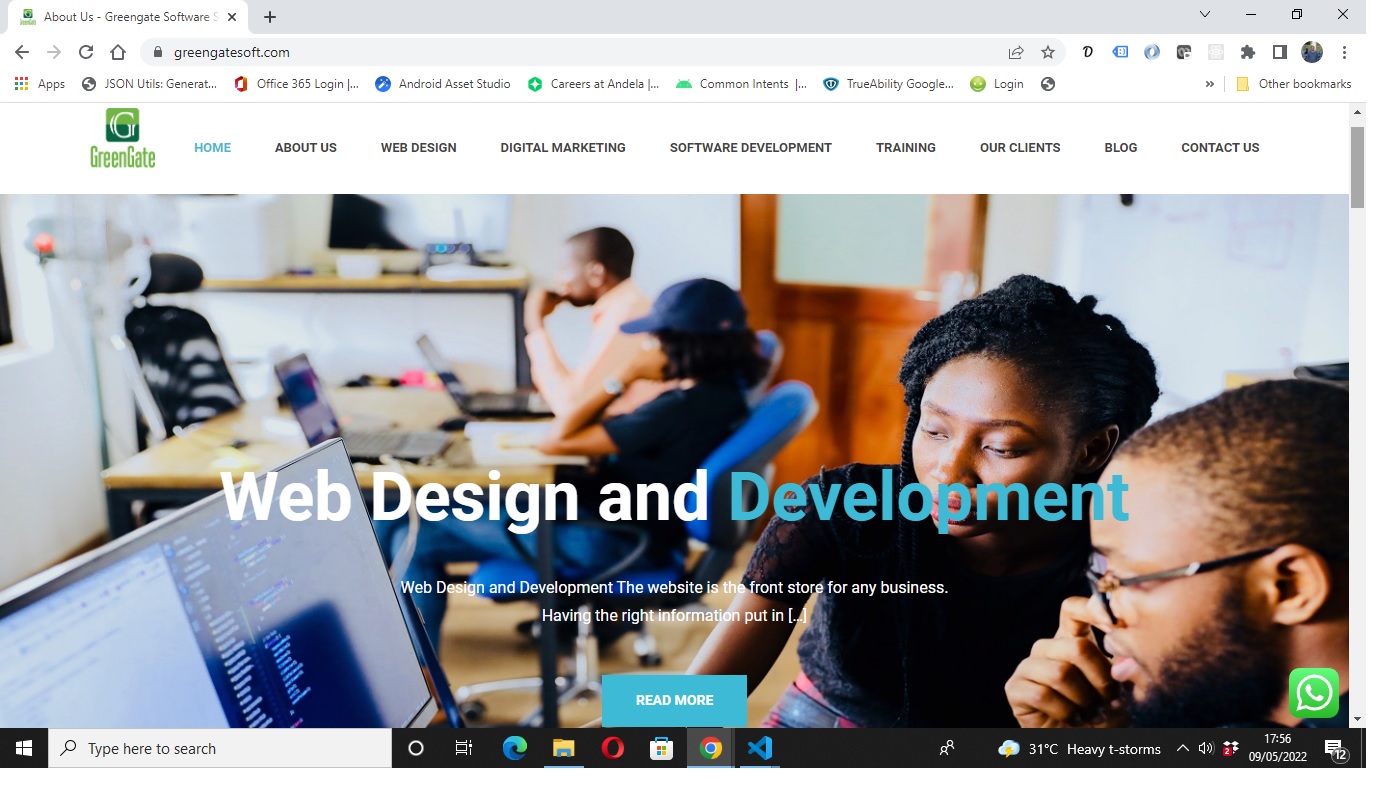 About Us - Greengate Software S
greengatesoft.com
Apps
JSON Utils: Generat...
Office 365 Login |...
Android Asset Studio
Careers at Andela |...
Common Intents |...
TrueAbility Google...
Login
»
Other bookmarks
G
GreenGate
HOME
ABOUT US
WEB DESIGN
DIGITAL MARKETING
SOFTWARE DEVELOPMENT
TRAINING
OUR CLIENTS
BLOG
CONTACT US
Web Design and Development
Web Design and Development The website is the front store for any business.
Having the right information put in [...]
READ MORE
Type here to search
31°C Heavy t-storms
2
17:56
09/05/2022
12